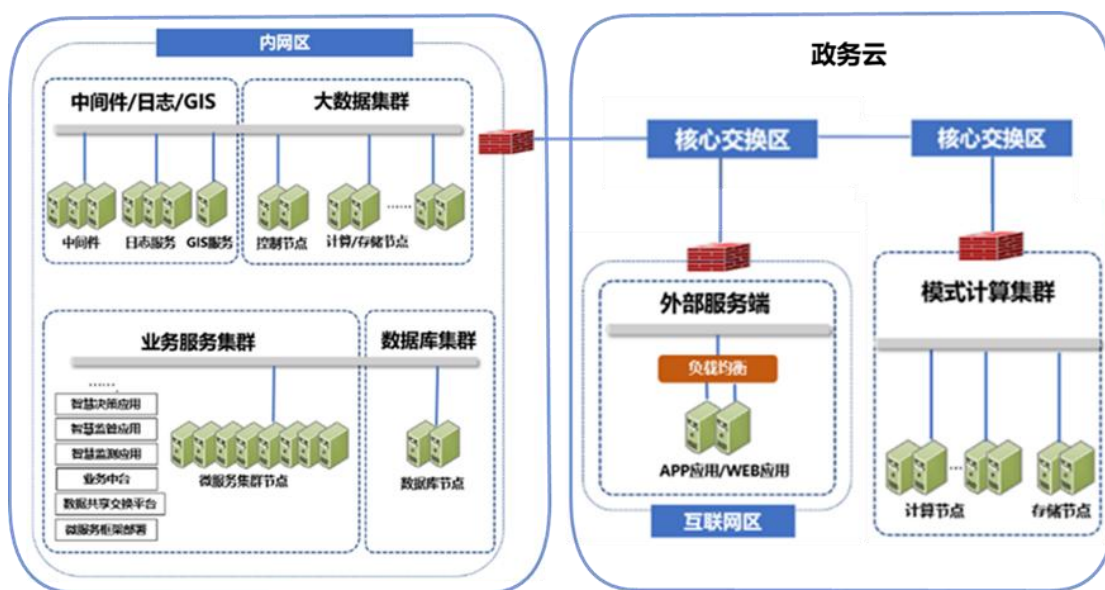 内网区
中间件/日志/GIS
大数据集群
……
中间件
日志服务
GIS服务
控制节点
计算/存储节点
……
业务服务集群
数据库集群
……
智慧决策应用
智慧监管应用
智慧监测应用
业务中台
数据共享交换平台
微服务框架部署
微服务集群节点
数据库节点
政务云
核心交换区
核心交换区
外部服务端
负载均衡
APP应用/WEB应用
互联网区
模式计算集群
...
计算节点
存储节点